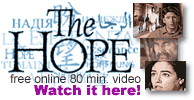 НАДІЯ
The
HOPE
free online 80 min. video
Watch it here!